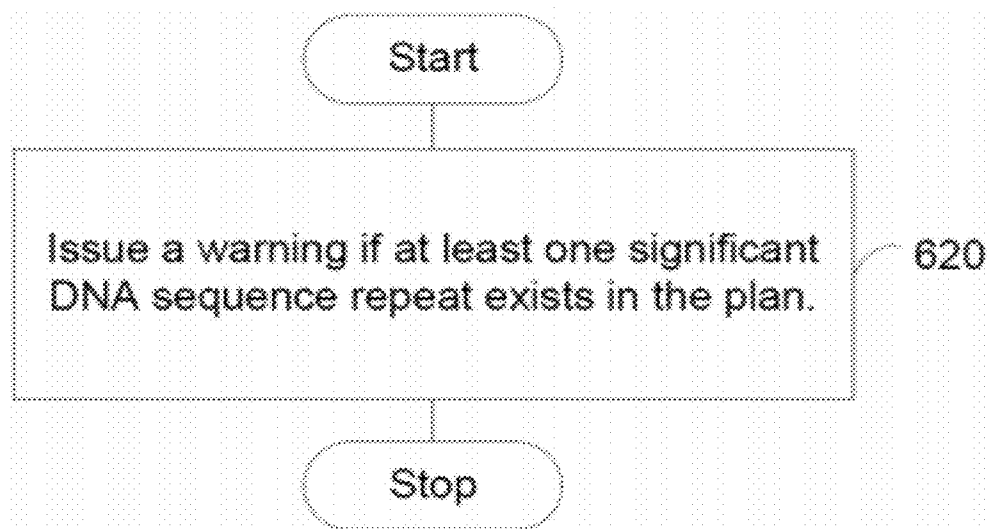 Start
Issue a warning if at least one significant
DNA sequence repeat exists in the plan.
620
Stop